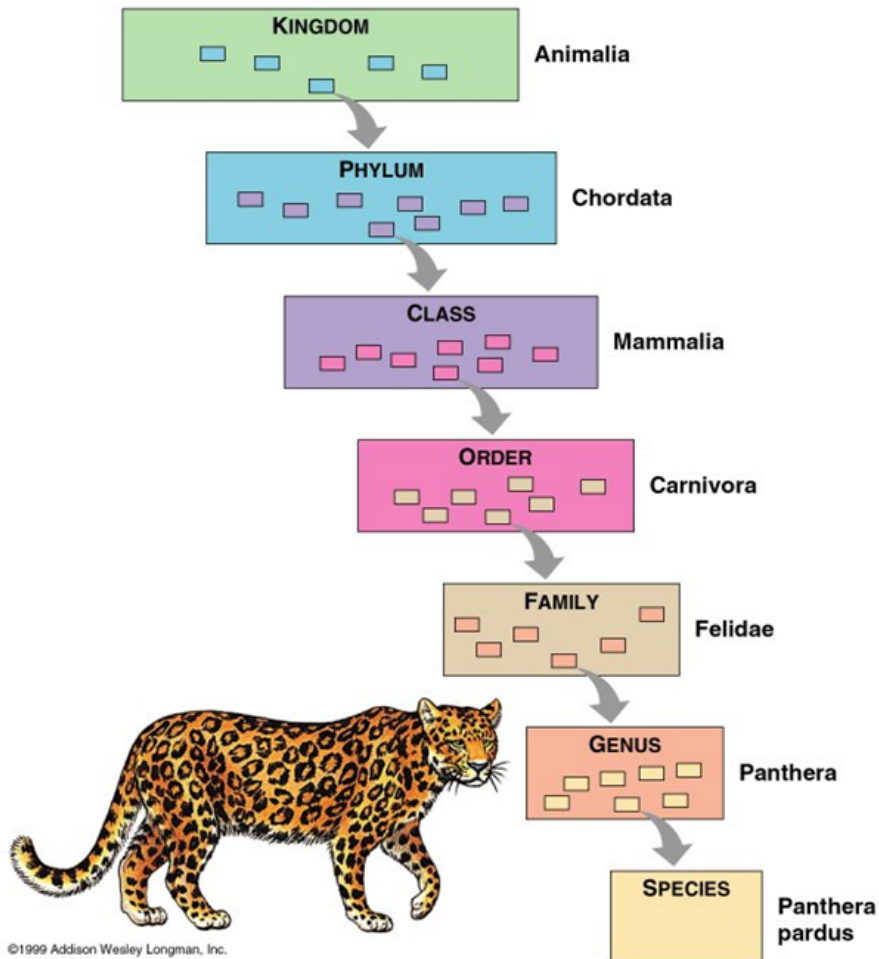 KINGDOM
Animalia
PHYLUM
Chordata
CLASS
Mammalia
ORDER
Carnivora
FAMILY
Felidae
GENUS
Panthera
SPECIES
Panthera
pardus
©1999 Addison Wesley Longman, Inc.